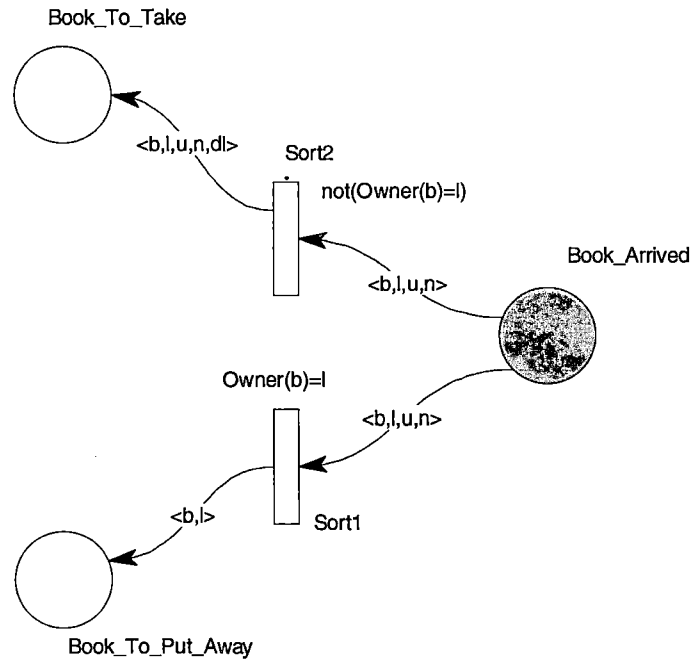 Book_To_Take
<b,l,u,n,dl>
Sort2
not(Owner(b)=l)
Book_Arrived
<b,l,u,n>
Owner(b)=l
<b,l,u,n>
<b,l>
Sort1
Book_To_Put_Away